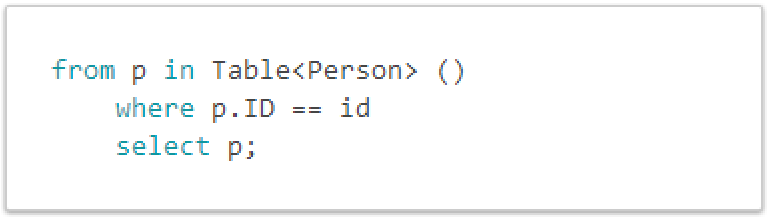 from p in Table<Person> ()
where p.ID == id
select p;